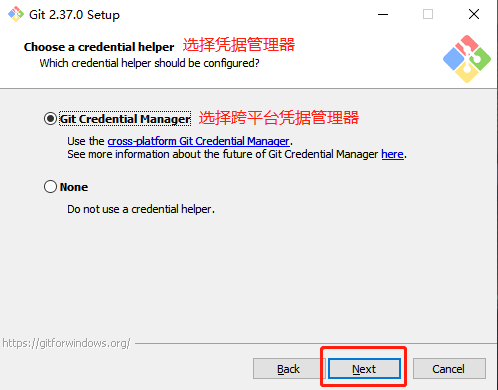 Git 2.37.0 Setup
Choose a credential helper 选择凭据管理器
Which credential helper should be configured?
Git Credential Manager 选择跨平台凭据管理器
Use the cross-platform Git Credential Manager.
See more information about the future of Git Credential Manager here.
None
Do not use a credential helper.
https://gitforwindows.org/
Back Next Cancel